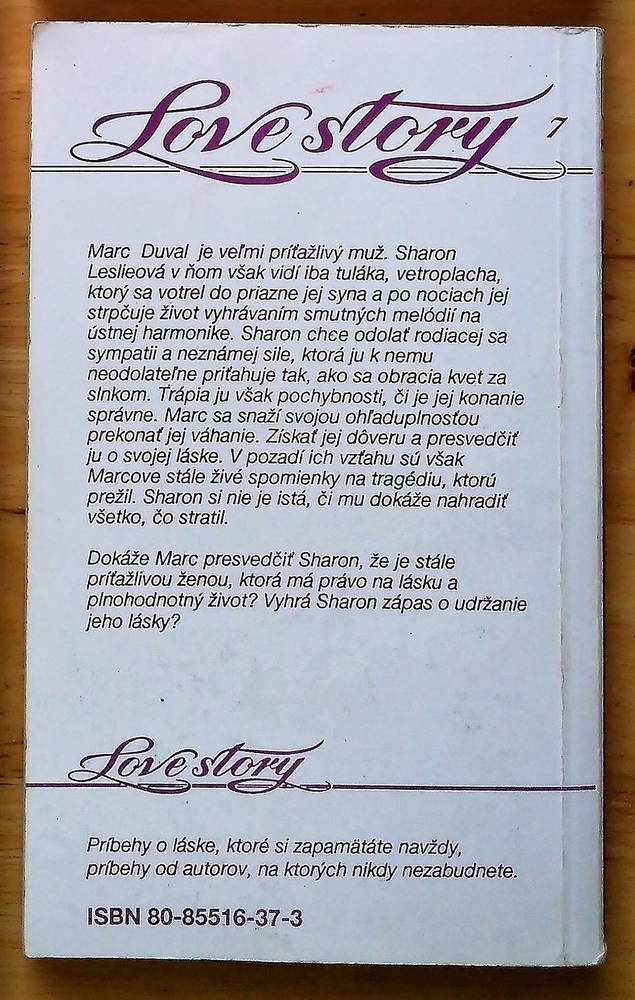 Love story 7
Marc Duval je veľmi príťažlivý muž. Sharon
Leslieová v ňom však vidí iba tuláka, vetroplacha,
ktorý sa votrel do priazne jej syna a po nociach jej
strpčuje život vyhrávaním smutných melódií na
ústnej harmonike. Sharon chce odolať rodiacej sa
sympatii a neznámej sile, ktorá ju k nemu
neodolateľne priťahuje tak, ako sa obracia kvet za
slnkom. Trápia ju však pochybnosti, či je jej konanie
správne. Marc sa snaží svojou ohľaduplnosťou
prekonať jej váhanie. Získať jej dôveru a presvedčiť
ju o svojej láske. V pozadí ich vzťahu sú však
Marcove stále živé spomienky na tragédiu, ktorú
prežil. Sharon si nie je istá, či mu dokáže nahradiť
všetko, čo stratil.
Dokáže Marc presvedčiť Sharon, že je stále
príťažlivou ženou, ktorá má právo na lásku a
plnohodnotný život? Vyhrá Sharon zápas o udržanie
jeho lásky?
Love story
Príbehy o láske, ktoré si zapamätáte navždy,
príbehy od autorov, na ktorých nikdy nezabudnete.
ISBN 80-85516-37-3